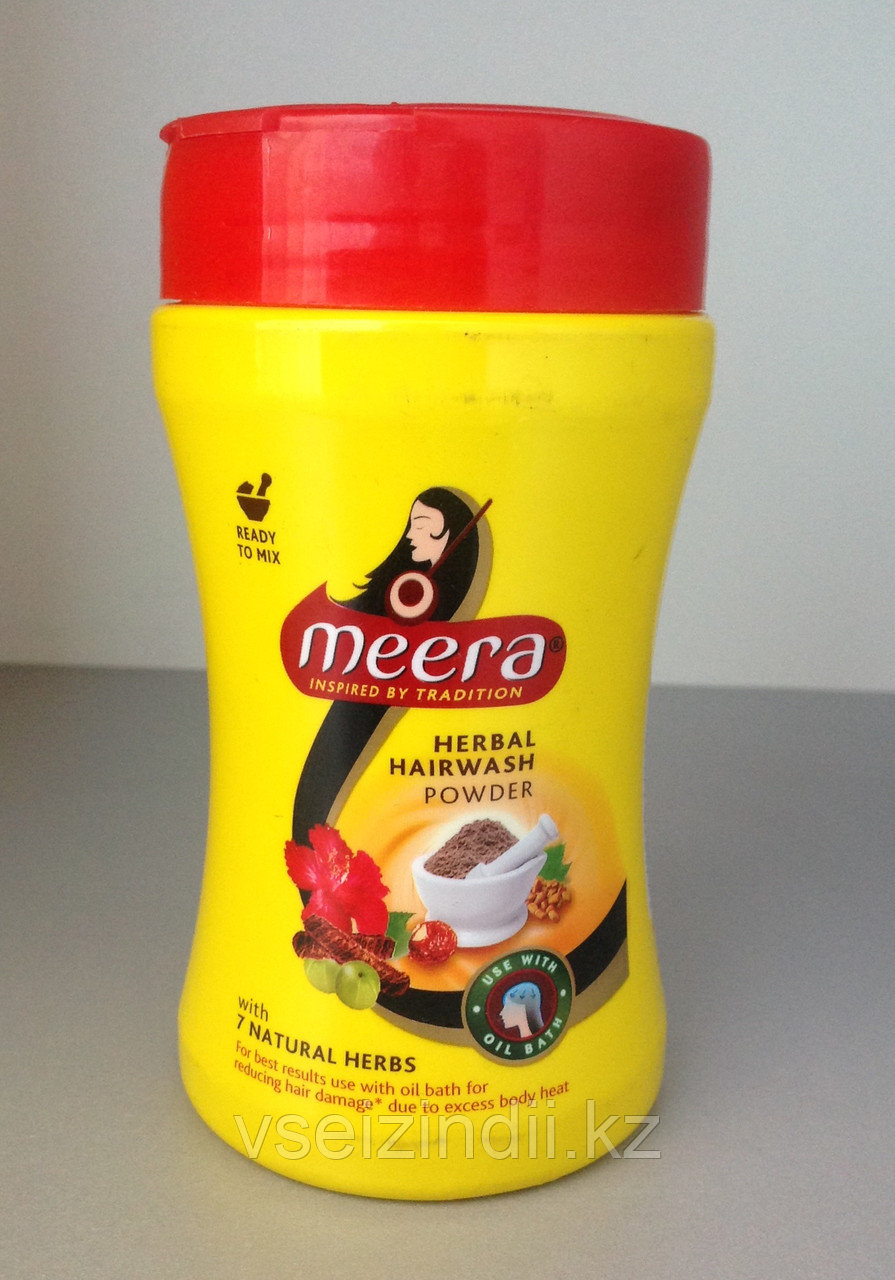 READY
TO MIX
meera®
INSPIRED BY TRADITION
HERBAL
HAIRWASH
POWDER
USE WITH
OIL BATH
with
7 NATURAL HERBS
For best results use with oil bath for
reducing hair damage* due to excess body heat
vseizindii.kz